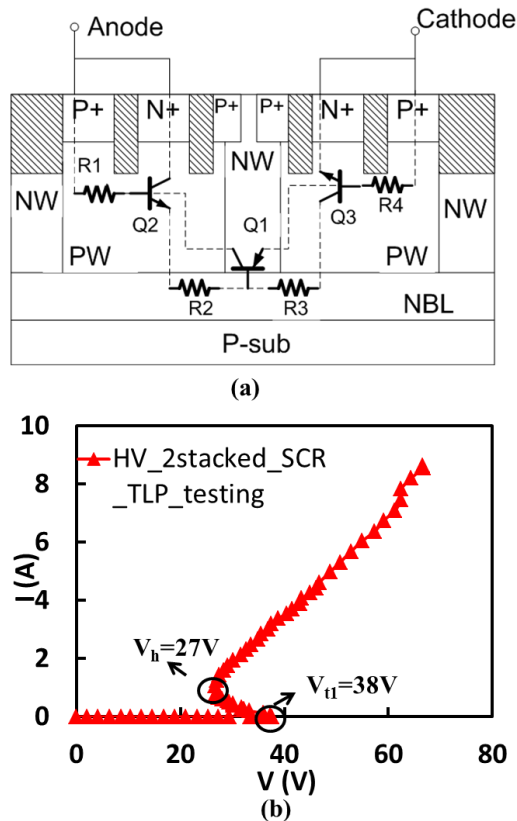 Anode
Cathode
P+ N+ P+ P+ N+ P+
R1 NW R4
NW Q2 Q1 Q3 NW
PW PW
R2 R3 NBL
P-sub
(a)
10
HV_2stacked_SCR
_TLP_testing
8
6
I (A)
4
Vh=27V
2
Vt1=38V
0
0 20 40 60 80
V (V)
(b)